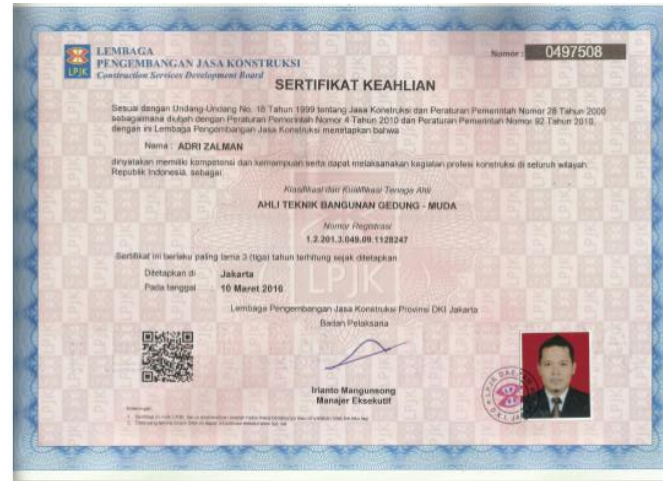 LPJK
LEMBAGA
PENGEMBANGAN JASA KONSTRUKSI
Construction Services Development Board
Nomor : 0497508
SERTIFIKAT KEAHLIAN
Sesuai dengan Undang-Undang No. 18 Tahun 1999 tentang Jasa Konstruksi dan Peraturan Pemerintah Nomor 28 Tahun 2000
sebagaimana diubah dengan Peraturan Pemerintah Nomor 4 Tahun 2010 dan Peraturan Pemerintah Nomor 92 Tahun 2010,
dengan ini Lembaga Pengembangan Jasa Konstruksi menetapkan bahwa
Nama : ADRI ZALMAN
dinyatakan memiliki kompetensi dan kemampuan serta dapat melaksanakan kegiatan profesi konstruksi di seluruh wilayah
Republik Indonesia, sebagai
Klasifikasi dan Kualifikasi Tenaga Ahli
AHLI TEKNIK BANGUNAN GEDUNG - MUDA
Nomor Registrasi
1.2.201.3.049.09.1128247
Sertifikat ini berlaku paling lama 3 (tiga) tahun terhitung sejak ditetapkan
Ditetapkan di : Jakarta
Pada tanggal : 10 Maret 2016
Lembaga Pengembangan Jasa Konstruksi Provinsi DKI Jakarta
Badan Pelaksana
Irianto Mangunsong
Manajer Eksekutif